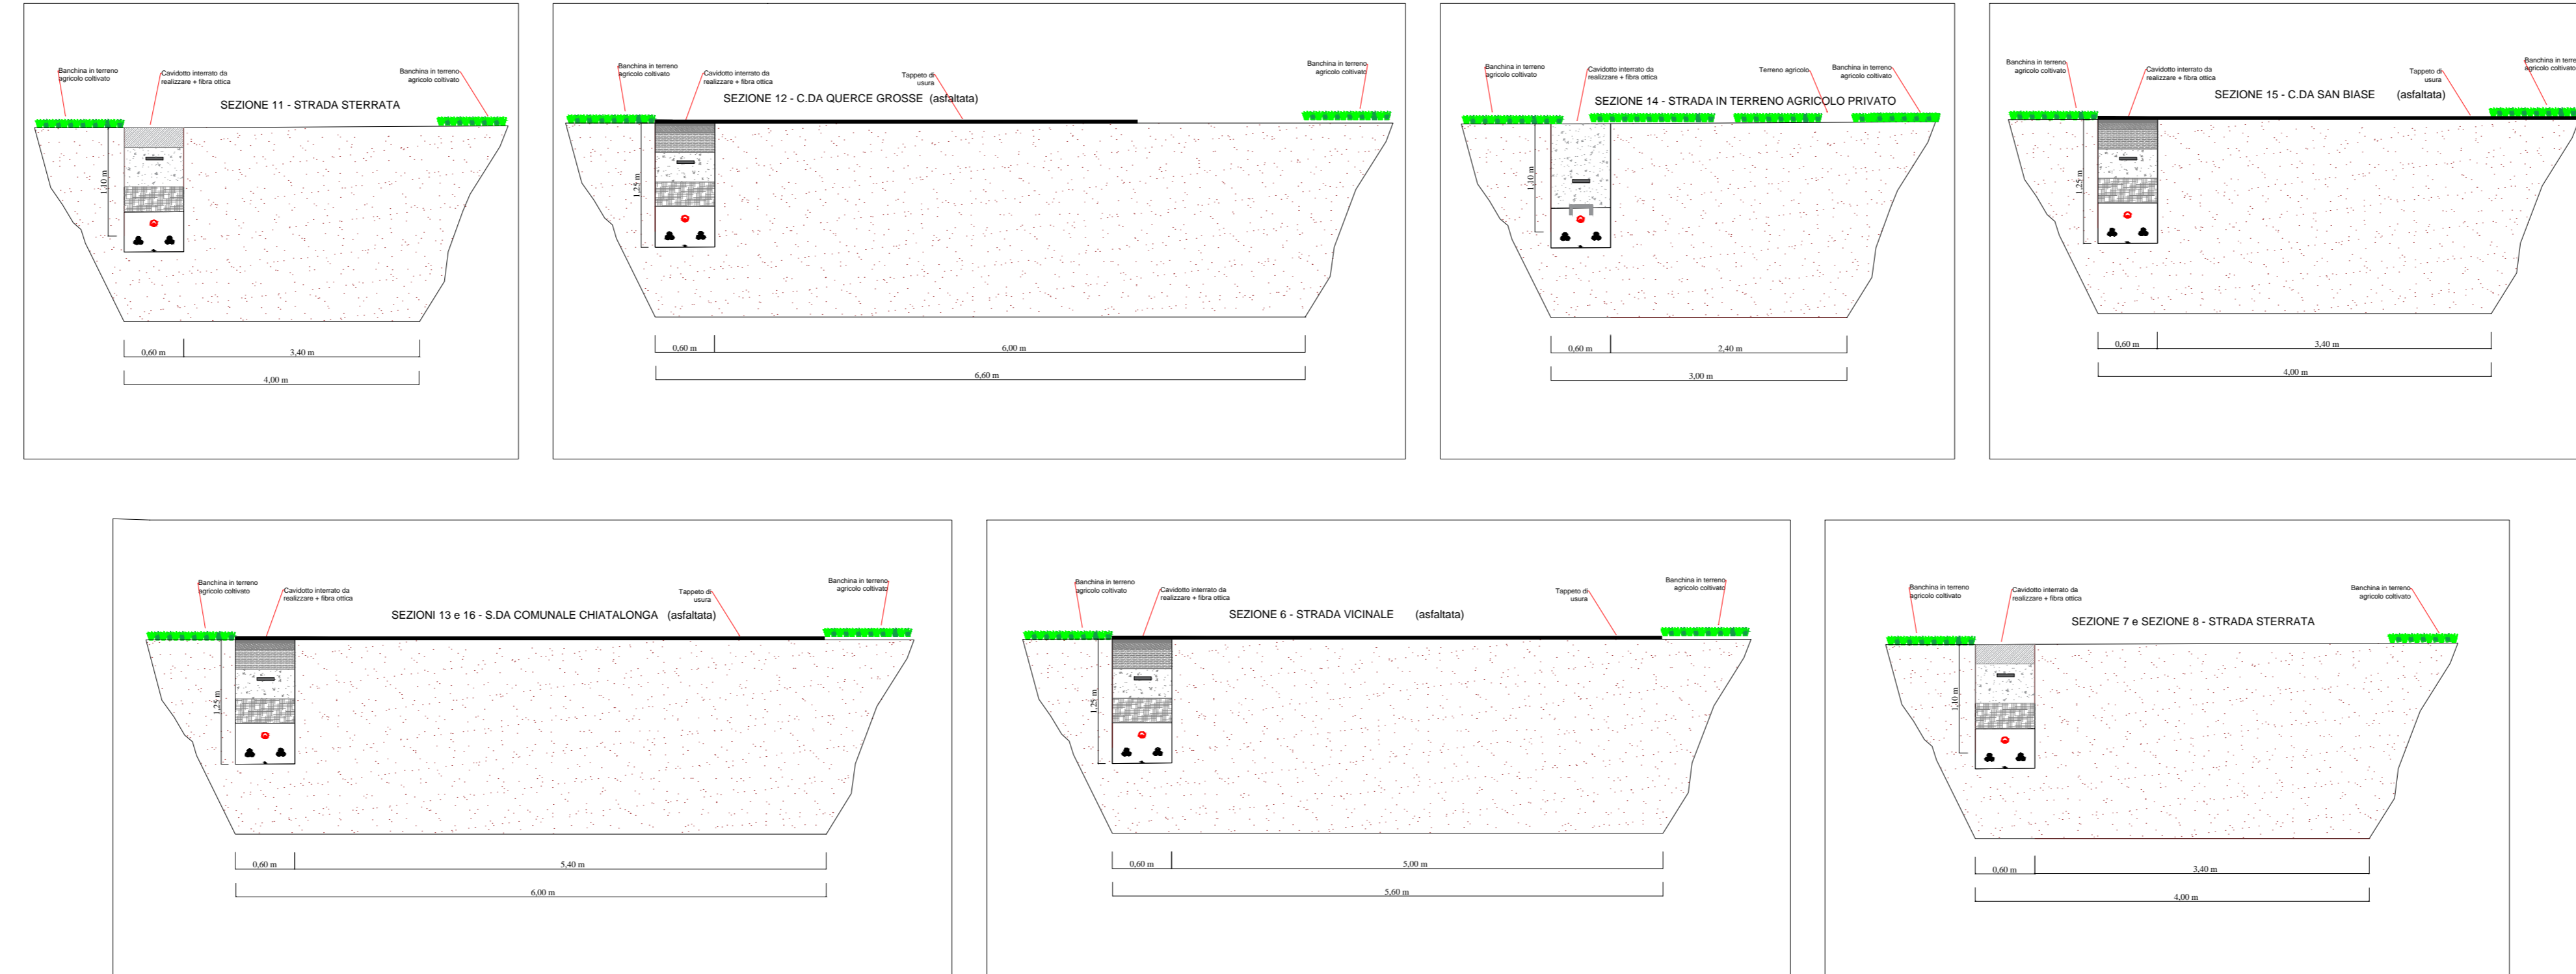 Banchina in terreno
agricolo coltivato
Cavidotto interrato da
realizzare + fibra ottica
Banchina in terreno
agricolo coltivato
SEZIONE 11 - STRADA STERRATA
1,10 m
0,60 m
3,40 m
4,00 m
Banchina in terreno
agricolo coltivato
Cavidotto interrato da
realizzare + fibra ottica
Tappeto di
usura
Banchina in terreno
agricolo coltivato
SEZIONE 12 - C.DA QUERCE GROSSE (asfaltata)
1,25 m
0,60 m
6,00 m
6,60 m
Banchina in terreno
agricolo coltivato
Cavidotto interrato da
realizzare + fibra ottica
Terreno agricolo
Banchina in terreno
agricolo coltivato
SEZIONE 14 - STRADA IN TERRENO AGRICOLO PRIVATO
1,10 m
0,60 m
2,40 m
3,00 m
Banchina in terreno
agricolo coltivato
Cavidotto interrato da
realizzare + fibra ottica
Tappeto di
usura
Banchina in terre
agricolo coltivato
SEZIONE 15 - C.DA SAN BIASE (asfaltata)
1,25 m
0,60 m
3,40 m
4,00 m
Banchina in terreno
agricolo coltivato
Cavidotto interrato da
realizzare + fibra ottica
Tappeto di
usura
Banchina in terreno
agricolo coltivato
SEZIONI 13 e 16 - S.DA COMUNALE CHIATALONGA (asfaltata)
1,25 m
0,60 m
5,40 m
6,00 m
Banchina in terreno
agricolo coltivato
Cavidotto interrato da
realizzare + fibra ottica
Tappeto di
usura
Banchina in terreno
agricolo coltivato
SEZIONE 6 - STRADA VICINALE (asfaltata)
1,25 m
0,60 m
5,00 m
5,60 m
Banchina in terreno
agricolo coltivato
Cavidotto interrato da
realizzare + fibra ottica
Banchina in terreno
agricolo coltivato
SEZIONE 7 e SEZIONE 8 - STRADA STERRATA
1,10 m
0,60 m
3,40 m
4,00 m